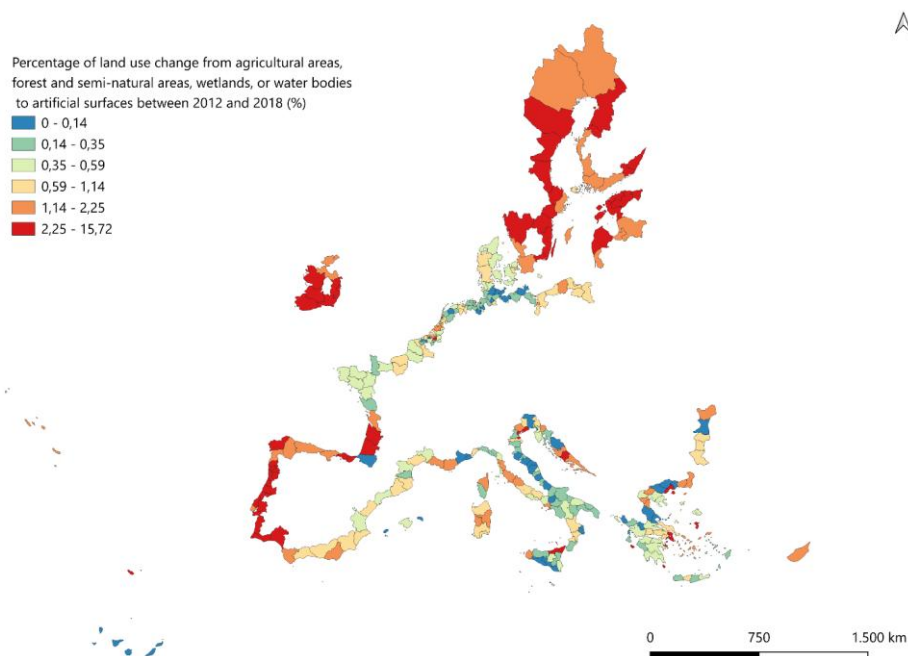 Percentage of land use change from agricultural areas,
forest and semi-natural areas, wetlands, or water bodies
to artificial surfaces between 2012 and 2018 (%)
0 - 0,14
0,14 - 0,35
0,35 - 0,59
0,59 - 1,14
1,14 - 2,25
2,25 - 15,72
0 750 1.500 km